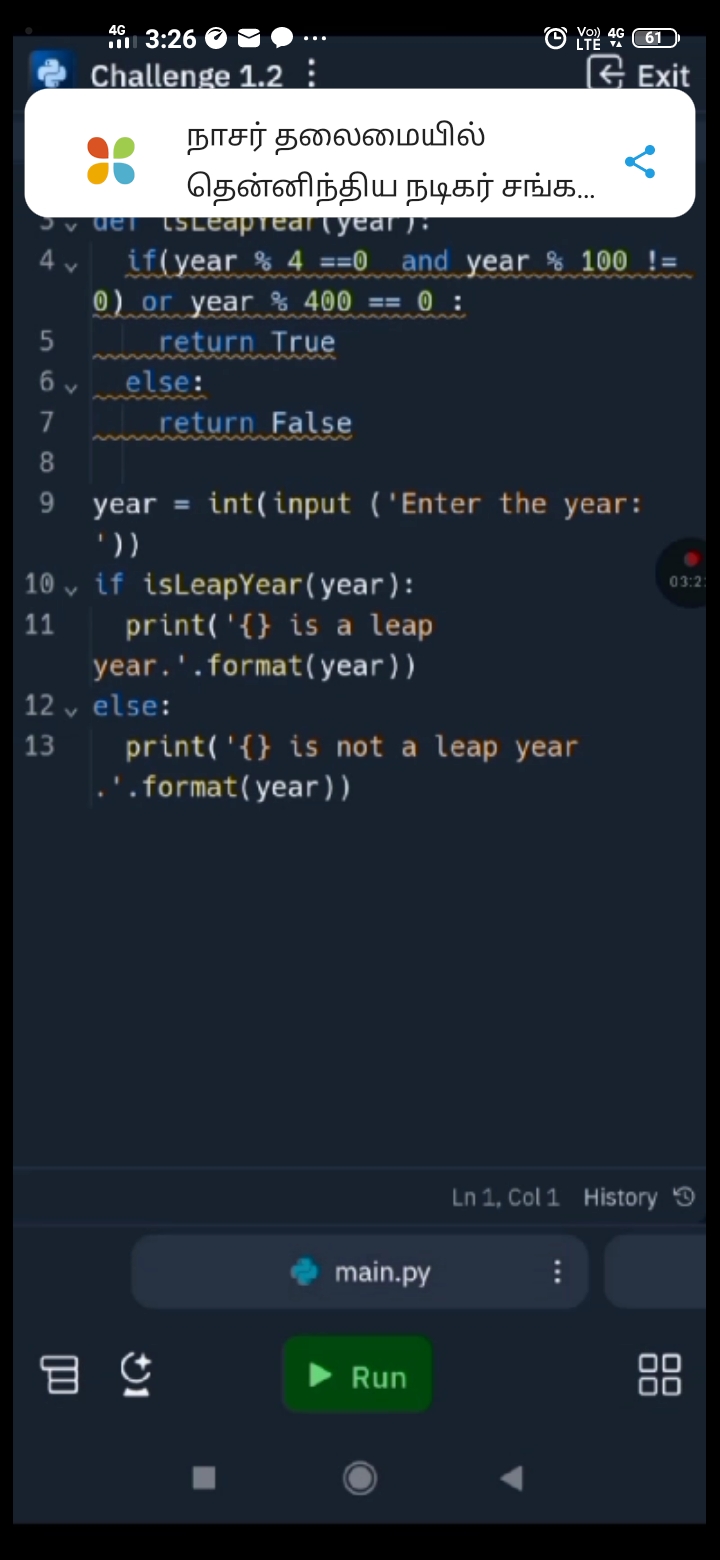 4G 3:26 ... Vo)) LTE 4G 61
Challenge 1.2 Exit
நாசர் தலைமையில்
தென்னிந்திய நடிகர் சங்க...
3 def isLeapYear(year):
4 if(year % 4 ==0  and year % 100 !=
0) or year % 400 == 0 :
5 return True
6 else:
7 return False
8
9 year = int(input ('Enter the year:
'))
03:2
10 if isLeapYear(year):
11 print('{} is a leap
year.'.format(year))
12 else:
13 print('{} is not a leap year
.'.format(year))
Ln 1, Col 1 History
main.py
Run